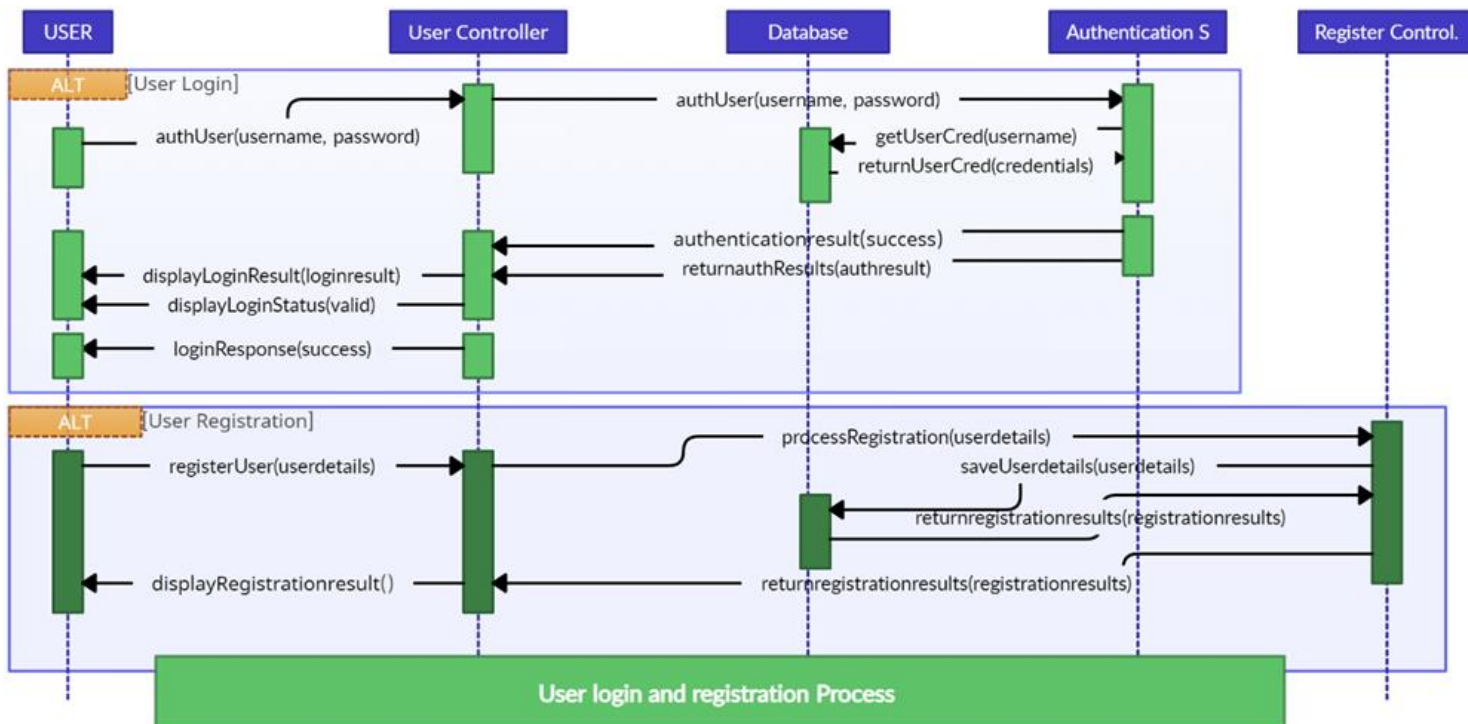 USER
User Controller
Database
Authentication S
Register Control.
ALT
[User Login]
authUser(username, password)
authUser(username, password)
getUserCred(username)
returnUserCred(credentials)
authenticationresult(success)
returnauthResults(authresult)
displayLoginResult(loginresult)
displayLoginStatus(valid)
loginResponse(success)
ALT
[User Registration]
processRegistration(userdetails)
registerUser(userdetails)
saveUserdetails(userdetails)
returnregistrationresults(registrationresults)
displayRegistrationresult()
returnregistrationresults(registrationresults)
User login and registration Process